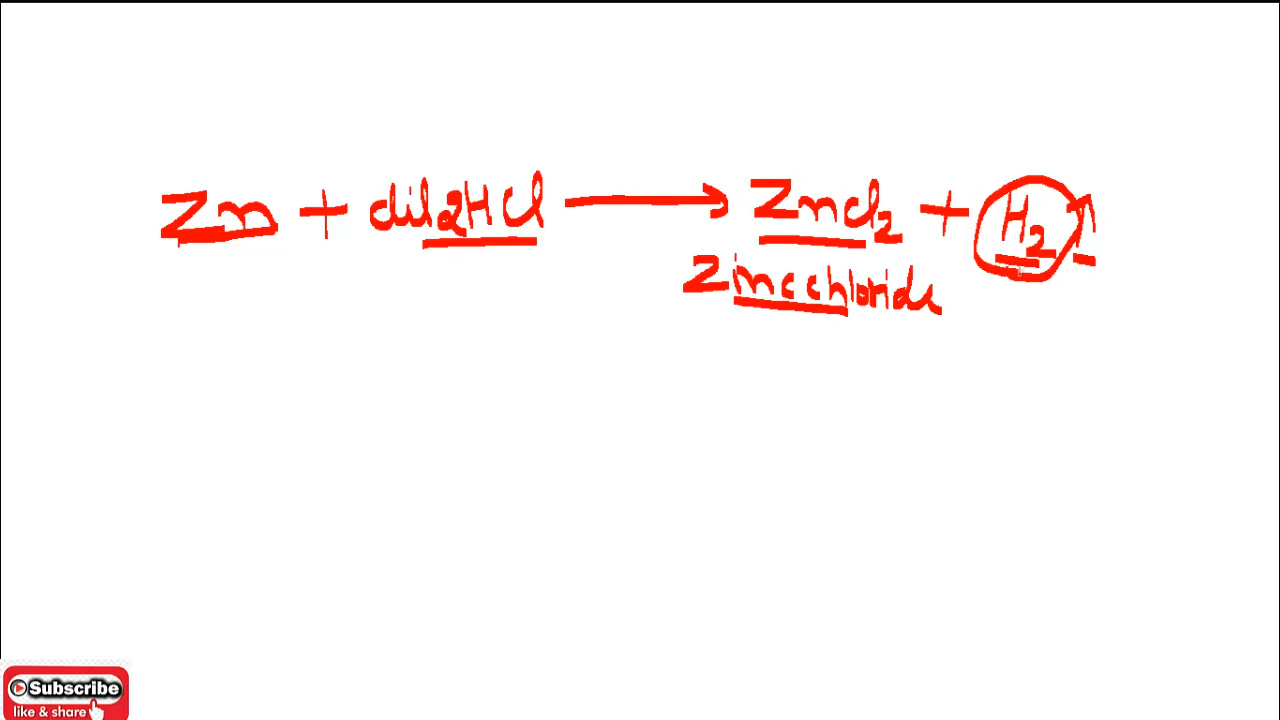 Zn + dil 2HCl → ZnCl₂ + H₂↑
Zinc chloride
Subscribe
like & share